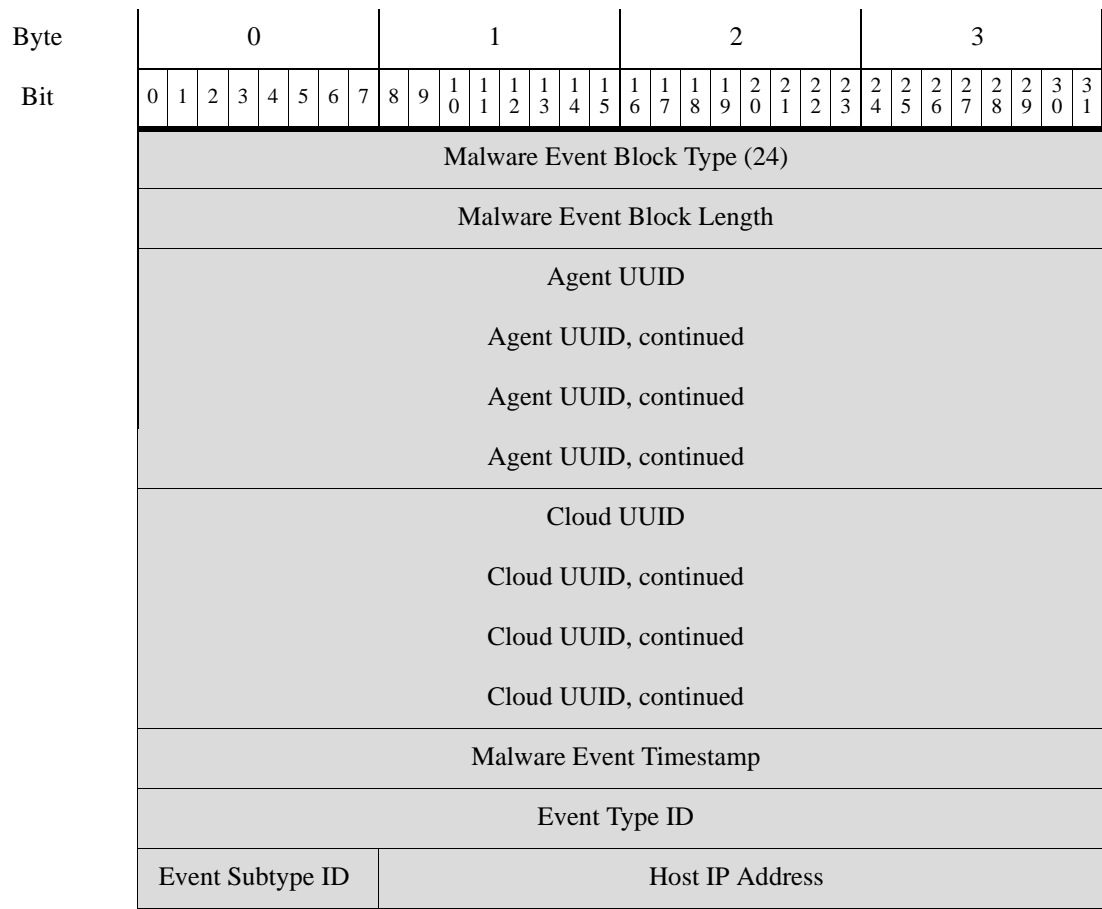 Byte 0 1 2 3
Bit 0 1 2 3 4 5 6 7 8 9 10 11 12 13 14 15 16 17 18 19 20 21 22 23 24 25 26 27 28 29 30 31
Malware Event Block Type (24)
Malware Event Block Length
Agent UUID
Agent UUID, continued
Agent UUID, continued
Agent UUID, continued
Cloud UUID
Cloud UUID, continued
Cloud UUID, continued
Cloud UUID, continued
Malware Event Timestamp
Event Type ID
Event Subtype ID Host IP Address